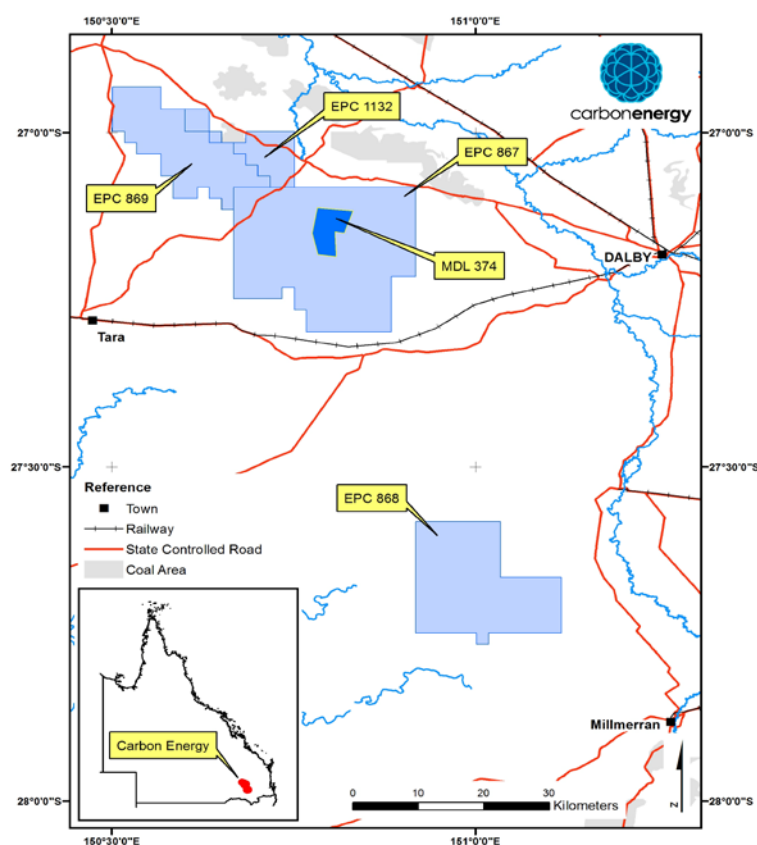 150°30'0"E
151°0'0"E
carbonenergy
27°0'0"S
27°0'0"S
EPC 1132
EPC 867
EPC 869
MDL 374
DALBY
Tara
27°30'0"S
27°30'0"S
Reference
Town
Railway
State Controlled Road
Coal Area
EPC 868
Carbon Energy
Millmerran
N
0 10 20 30
Kilometers
28°0'0"S
28°0'0"S
150°30'0"E
151°0'0"E